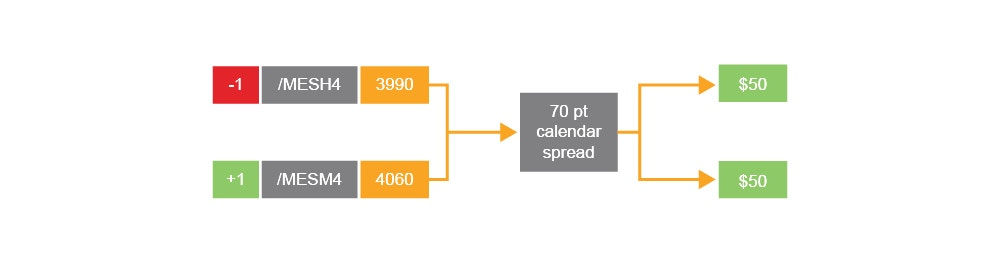 -1 /MESH4 3990
+1 /MESM4 4060
70 pt
calendar
spread
$50
$50